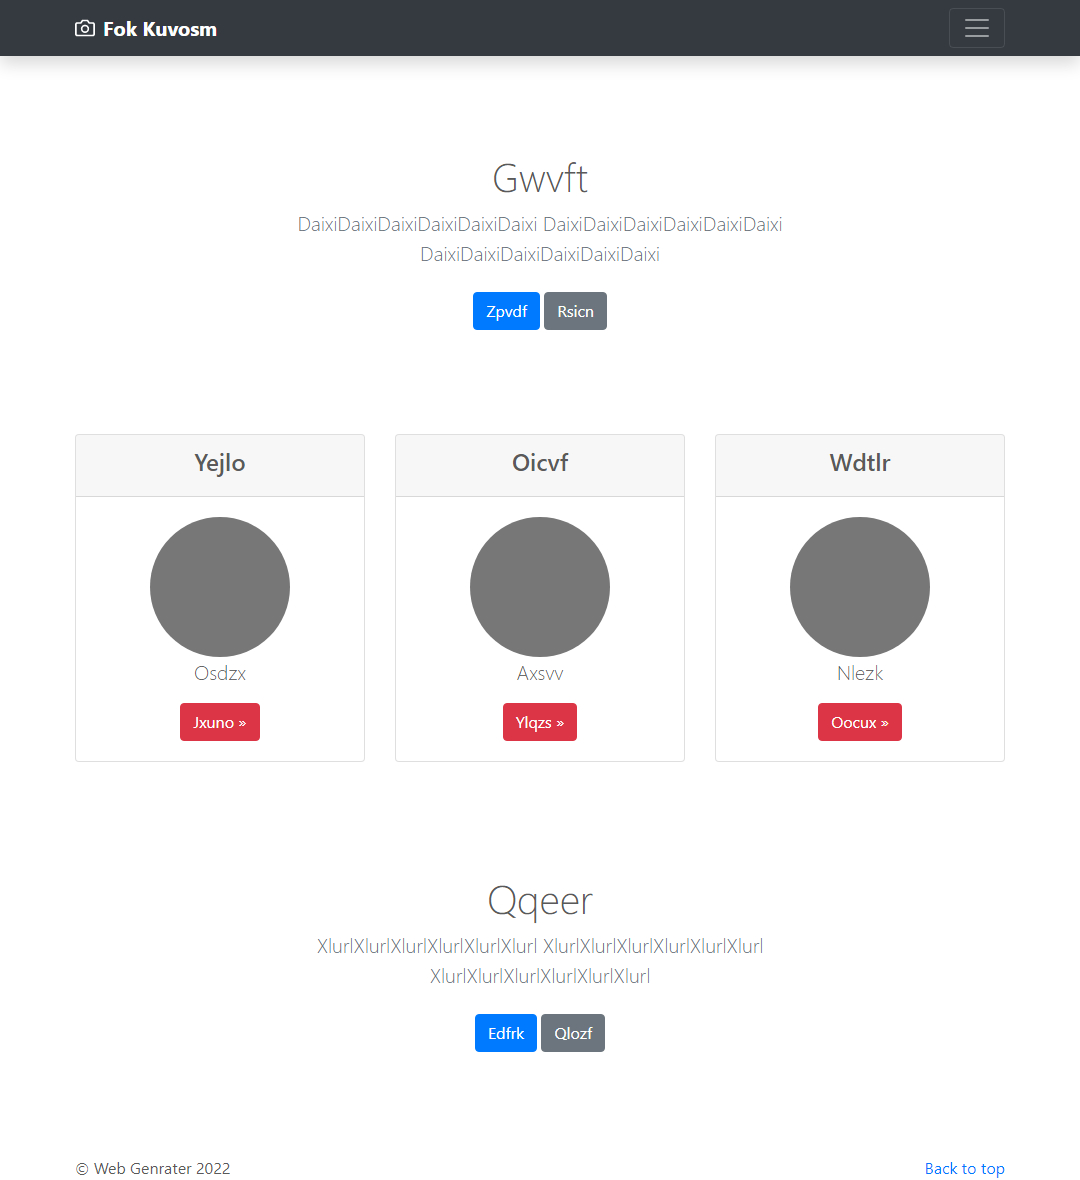 Fok Kuvosm
Gwvft
DaixiDaixiDaixiDaixiDaixiDaixi DaixiDaixiDaixiDaixiDaixiDaixi
DaixiDaixiDaixiDaixiDaixiDaixi
Zpvdf Rsicn
Yejlo
Osdzx
Jxuno »
Oicvf
Axsvv
Ylqzs »
Wdtlr
Nlezk
Oocux »
Qqeer
XlurlXlurlXlurlXlurlXlurlXlurl XlurlXlurlXlurlXlurlXlurlXlurl
XlurlXlurlXlurlXlurlXlurlXlurl
Edfrk Qlozf
© Web Genrater 2022
Back to top